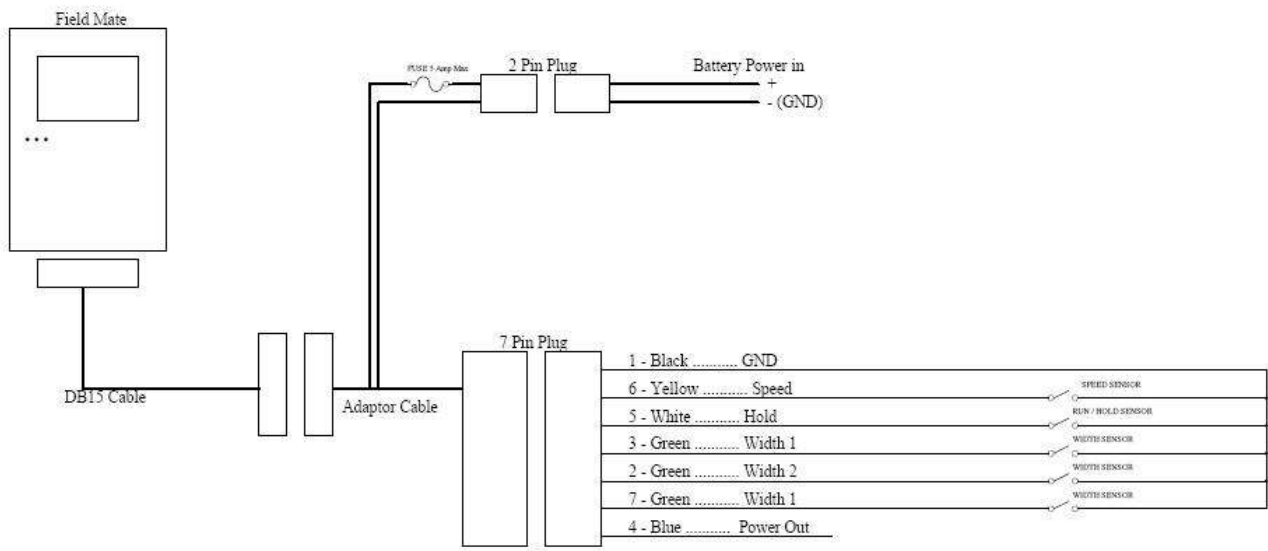 Field Mate
FUSE 5 Amp Max
2 Pin Plug
Battery Power in
+
- (GND)
DB15 Cable
Adaptor Cable
7 Pin Plug
1 - Black ........... GND
6 - Yellow ........... Speed
SPEED SENSOR
5 - White ........... Hold
RUN / HOLD SENSOR
3 - Green ........... Width 1
WIDTH SENSOR
2 - Green ........... Width 2
WIDTH SENSOR
7 - Green ........... Width 1
WIDTH SENSOR
4 - Blue ........... Power Out